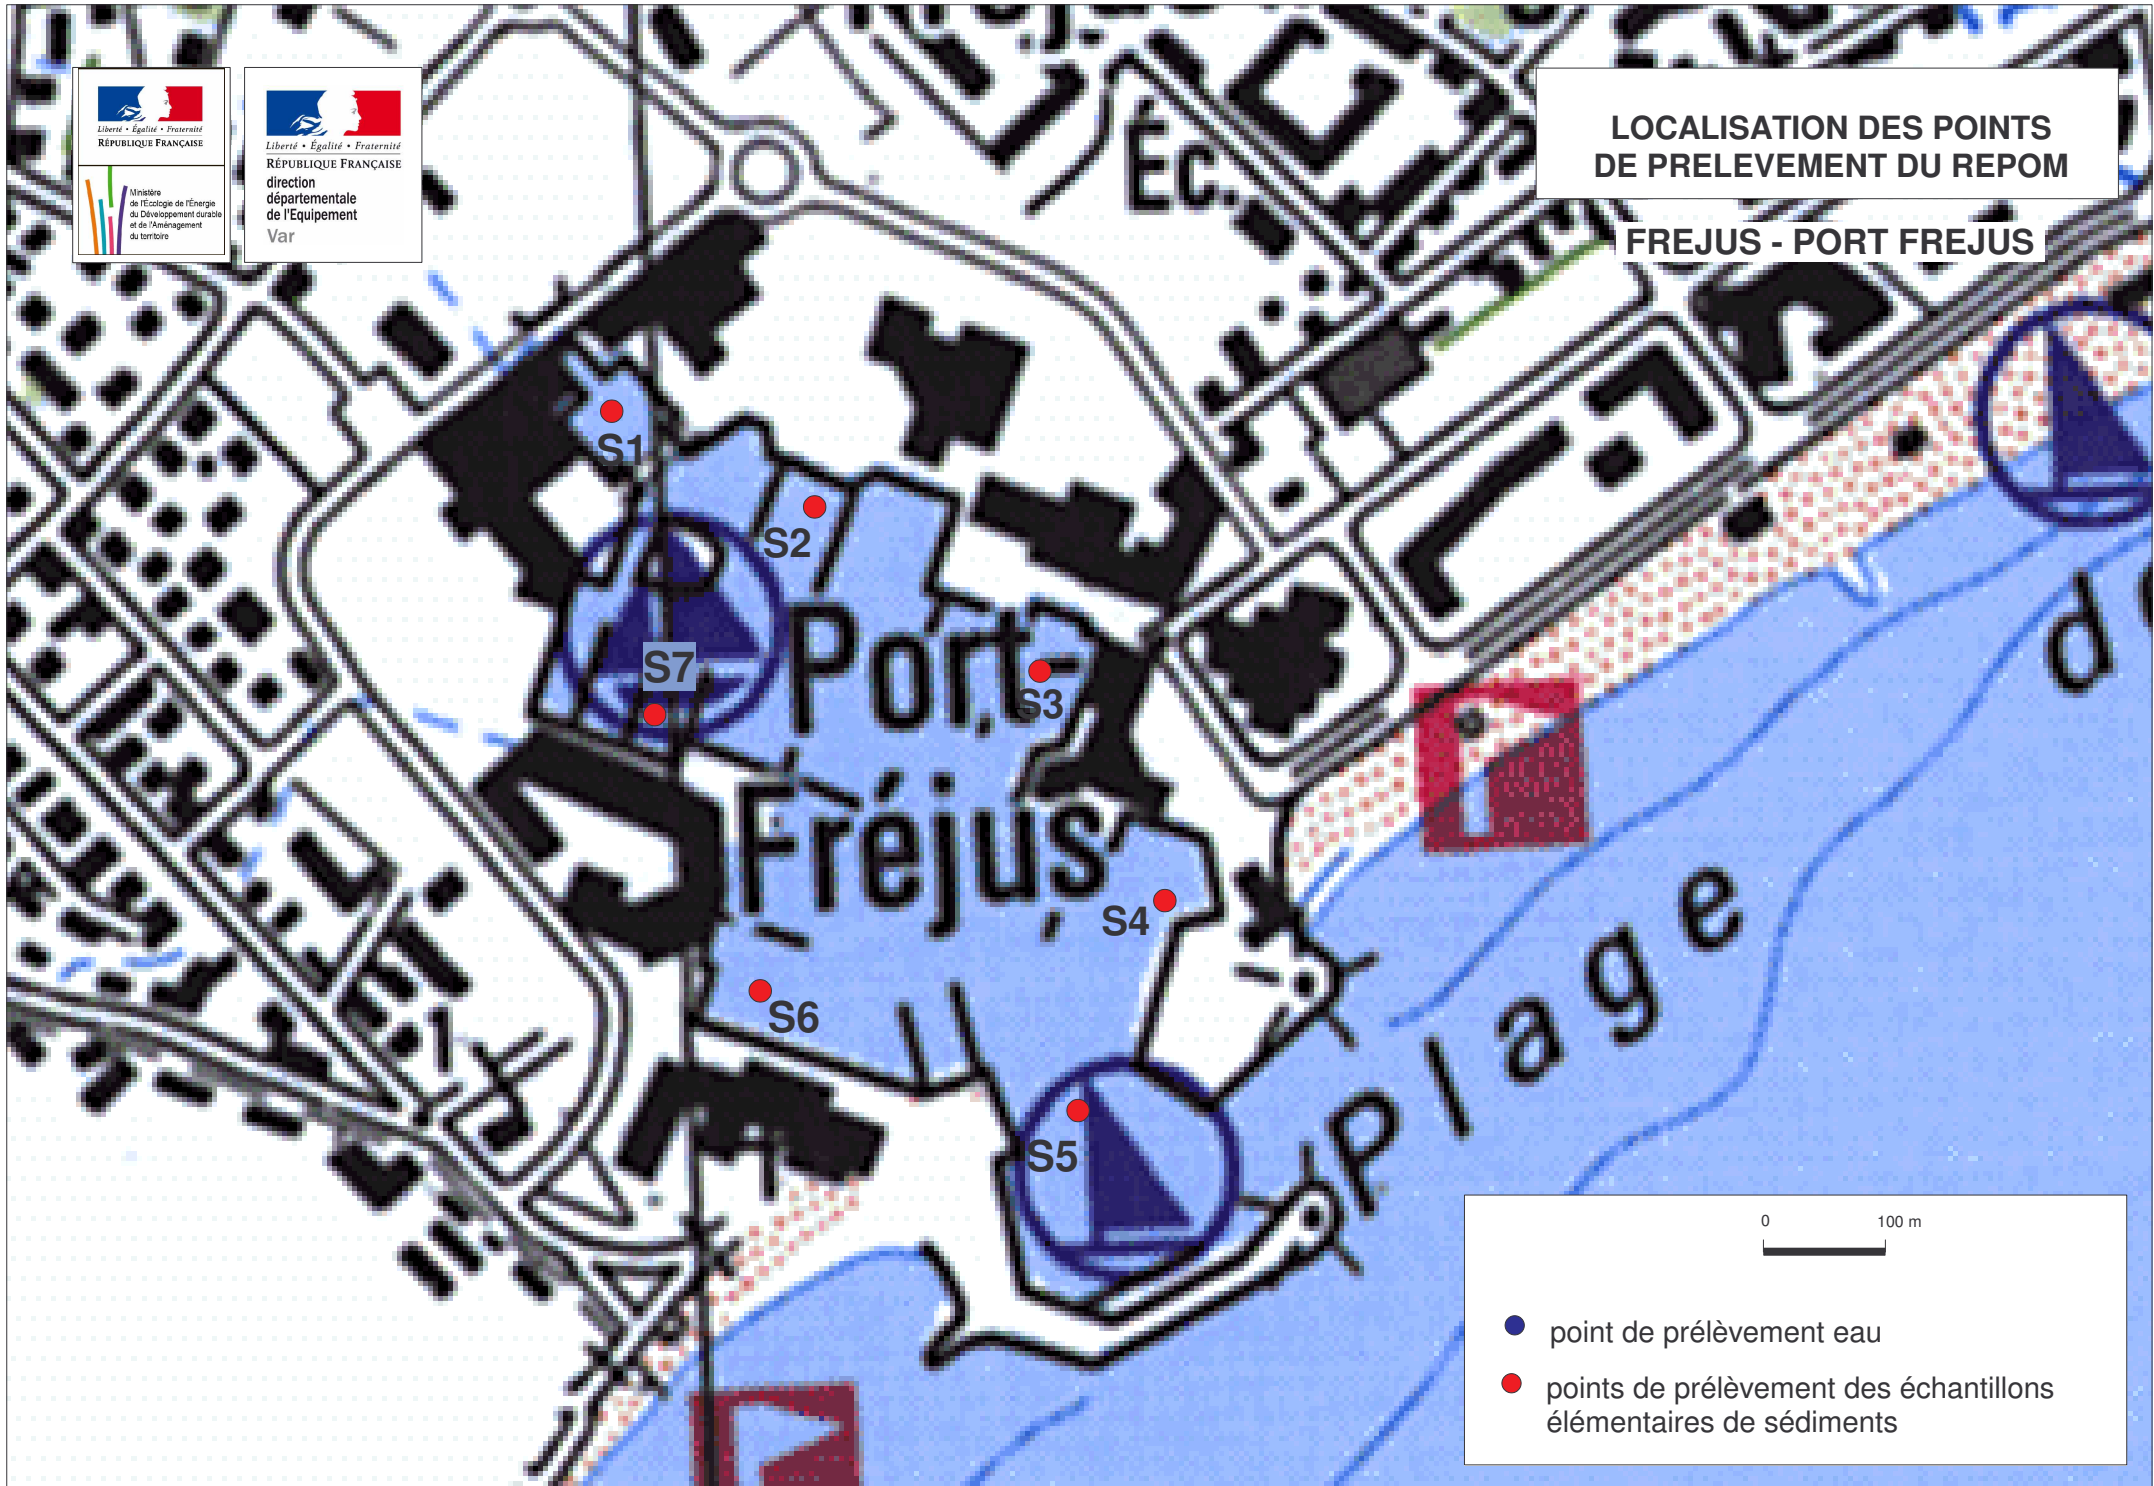 Liberté • Égalité • Fraternité
RÉPUBLIQUE FRANÇAISE
Ministère
de l'Écologie de l'Énergie
du Développement durable
et de l'Aménagement
du territoire
Liberté • Égalité • Fraternité
RÉPUBLIQUE FRANÇAISE
direction
départementale
de l'Equipement
Var
LOCALISATION DES POINTS
DE PRELEVEMENT DU REPOM
FREJUS - PORT FREJUS
Éc.
S1
S2
S7
S3
Port-
Fréjus
S4
S6
S5
Plage
d
0 100 m
point de prélèvement eau
points de prélèvement des échantillons
élémentaires de sédiments